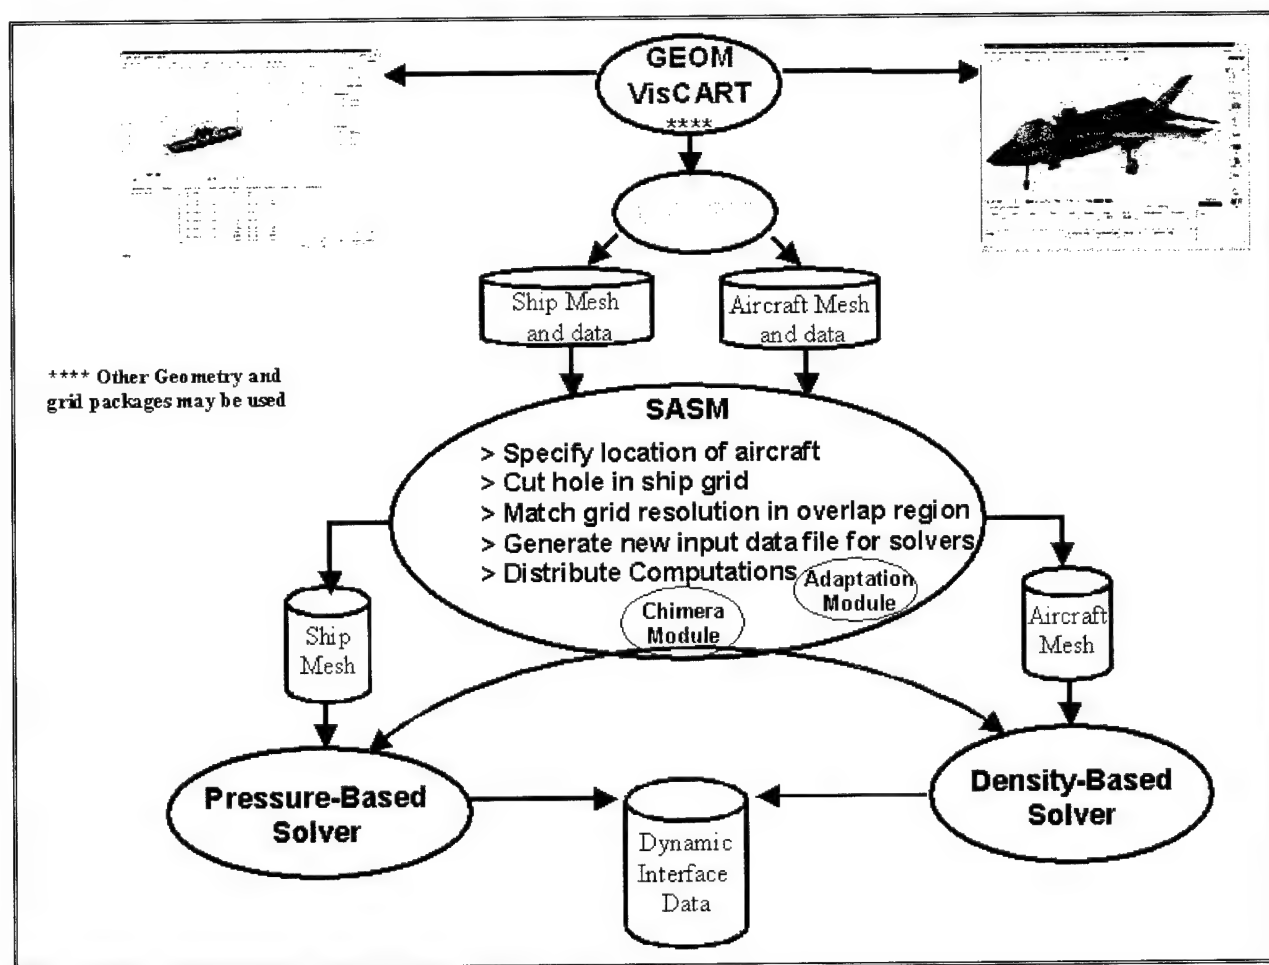 GEOM
VisCART
****
Ship Mesh
and data
Aircraft Mesh
and data
**** Other Geometry and
grid packages may be used
SASM
> Specify location of aircraft
> Cut hole in ship grid
> Match grid resolution in overlap region
> Generate new input data file for solvers
> Distribute Computations
Adaptation
Module
Chimera
Module
Ship
Mesh
Aircraft
Mesh
Pressure-Based
Solver
Density-Based
Solver
Dynamic
Interface
Data